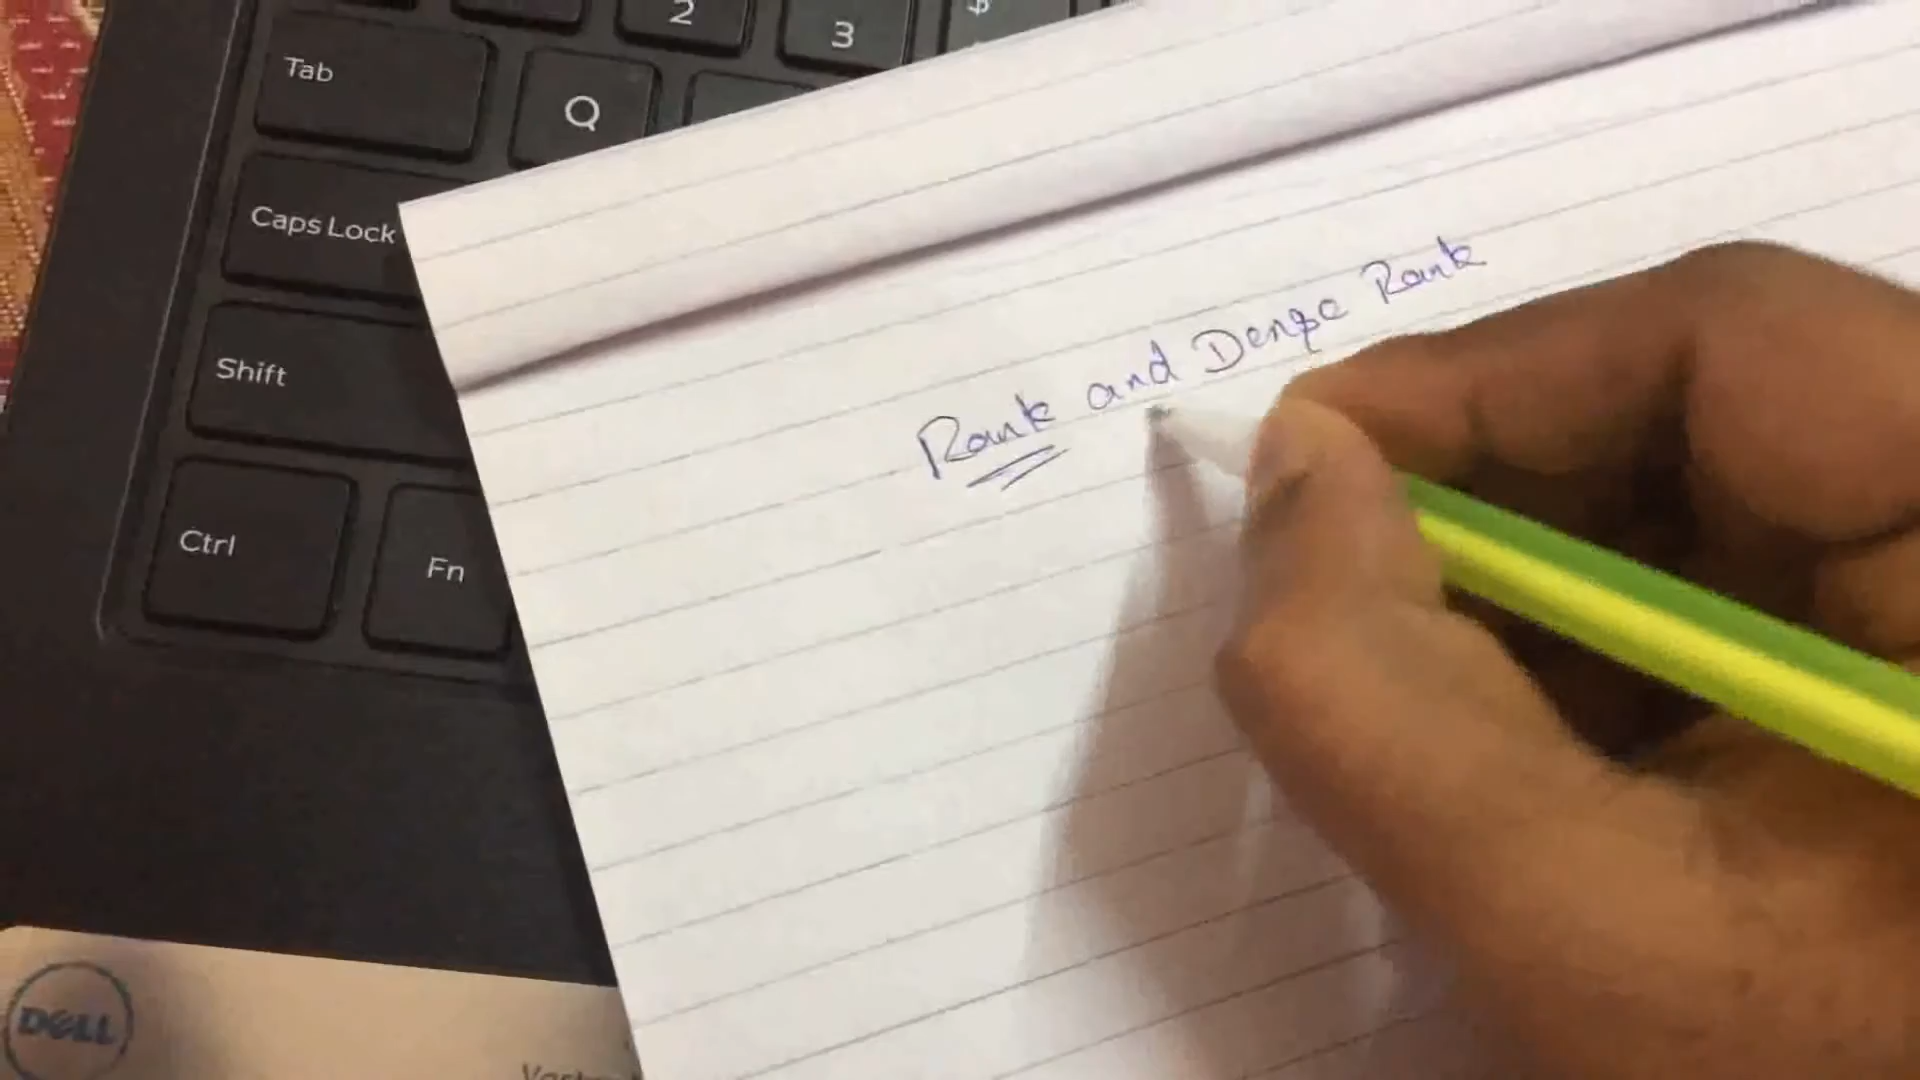 2
3
$
Tab
Q
Caps Lock
Shift
Ctrl
Fn
Rank and Dense Rank
DELL